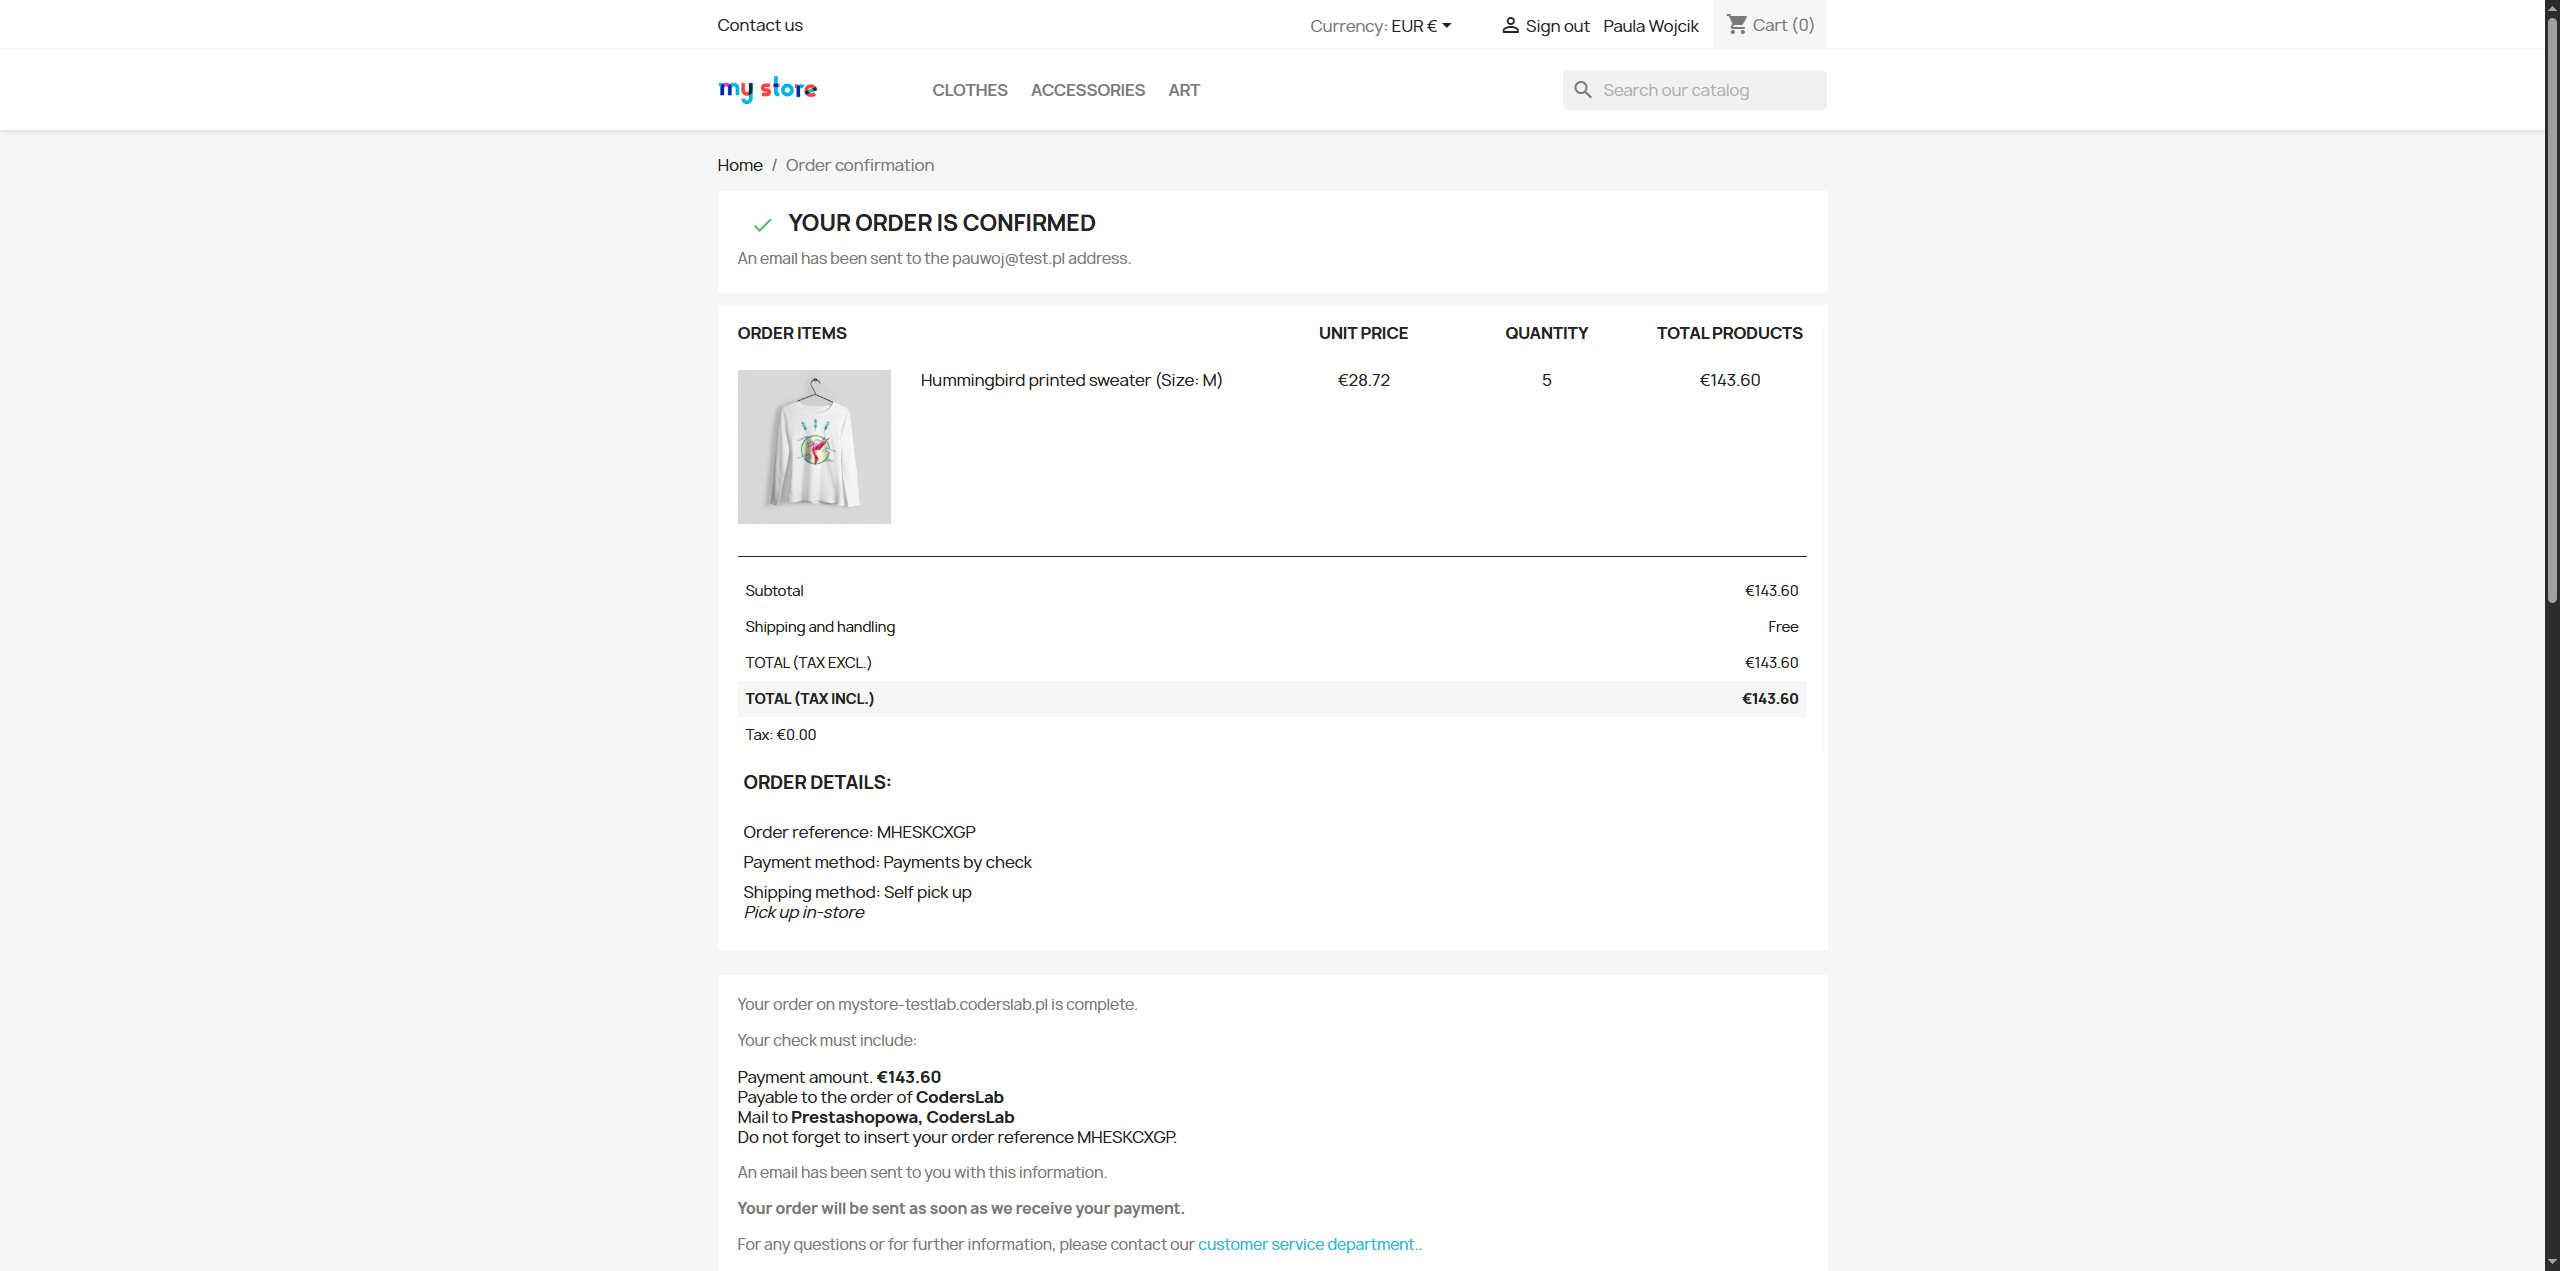 Contact us
Currency: EUR €
Sign out
Paula Wojcik
Cart (0)
my store
CLOTHES
ACCESSORIES
ART
Search our catalog
Home / Order confirmation
YOUR ORDER IS CONFIRMED
An email has been sent to the pauwoj@test.pl address.
ORDER ITEMS UNIT PRICE QUANTITY TOTAL PRODUCTS
Hummingbird printed sweater (Size: M) €28.72 5 €143.60
Subtotal €143.60
Shipping and handling Free
TOTAL (TAX EXCL.) €143.60
TOTAL (TAX INCL.) €143.60
Tax: €0.00
ORDER DETAILS:
Order reference: MHESKCXGP
Payment method: Payments by check
Shipping method: Self pick up
Pick up in-store
Your order on mystore-testlab.coderslab.pl is complete.
Your check must include:
Payment amount. €143.60
Payable to the order of CodersLab
Mail to Prestashopowa, CodersLab
Do not forget to insert your order reference MHESKCXGP.
An email has been sent to you with this information.
Your order will be sent as soon as we receive your payment.
For any questions or for further information, please contact our customer service department..